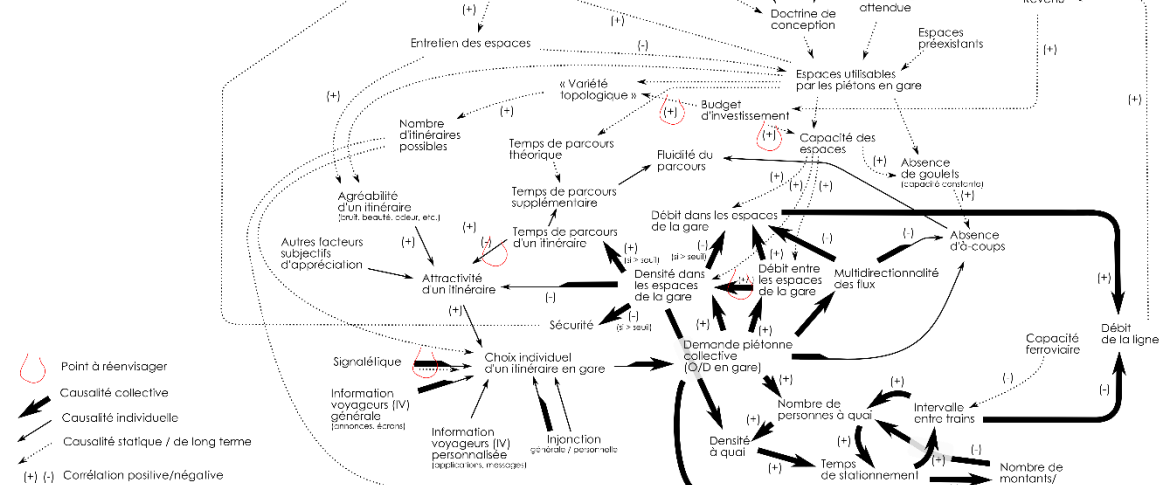 Doctrine de
conception
attendue
(+)
Entretien des espaces
(-)
Espaces
préexistants
(+)
Espaces utilisables
par les piétons en gare
(+)
« Variété
topologique »
(+)
(+)
Budget
d'investissement
(+)
(+)
Nombre
d'itinéraires
possibles
Temps de parcours
théorique
Fluidité du
parcours
Capacité des
espaces
(+)
Absence
de goulets
(capacité constante)
(+)
(+)
(+)
(+)
Agréabilité
d'un itinéraire
(bruit, beauté, odeur, etc.)
Temps de parcours
supplémentaire
Débit dans les espaces
de la gare
(+)
(+)
(-)
Temps de parcours
d'un itinéraire
(+)
(si > seuil)
(-)
(si > seuil)
(+)
(-)
(-)
Absence
d'à-coups
Autres facteurs
subjectifs
d'appréciation
Attractivité
d'un itinéraire
(-)
Densité dans
les espaces
de la gare
(+)
Débit entre
les espaces
de la gare
Multidirectionnalité
des flux
(+)
(+)
Sécurité
(-)
(si > seuil)
(+)
(+)
Débit
de la ligne
Signalétique
Choix individuel
d'un itinéraire en gare
Demande piétonne
collective
(O/D en gare)
Capacité
ferroviaire
(-)
(-)
Information
voyageurs (IV)
générale
(annonces, écrans)
(+)
(+)
Nombre de
personnes à quai
Intervalle
entre trains
Information
voyageurs (IV)
personnalisée
(applications, messages)
Injonction
générale / personnelle
Densité
à quai
(+)
(+)
(+)
(-)
(+)
Temps
de stationnement
Nombre de
montants/
Point à réenvisager
Causalité collective
Causalité individuelle
Causalité statique / de long terme
(+) (-) Corrélation positive/négative